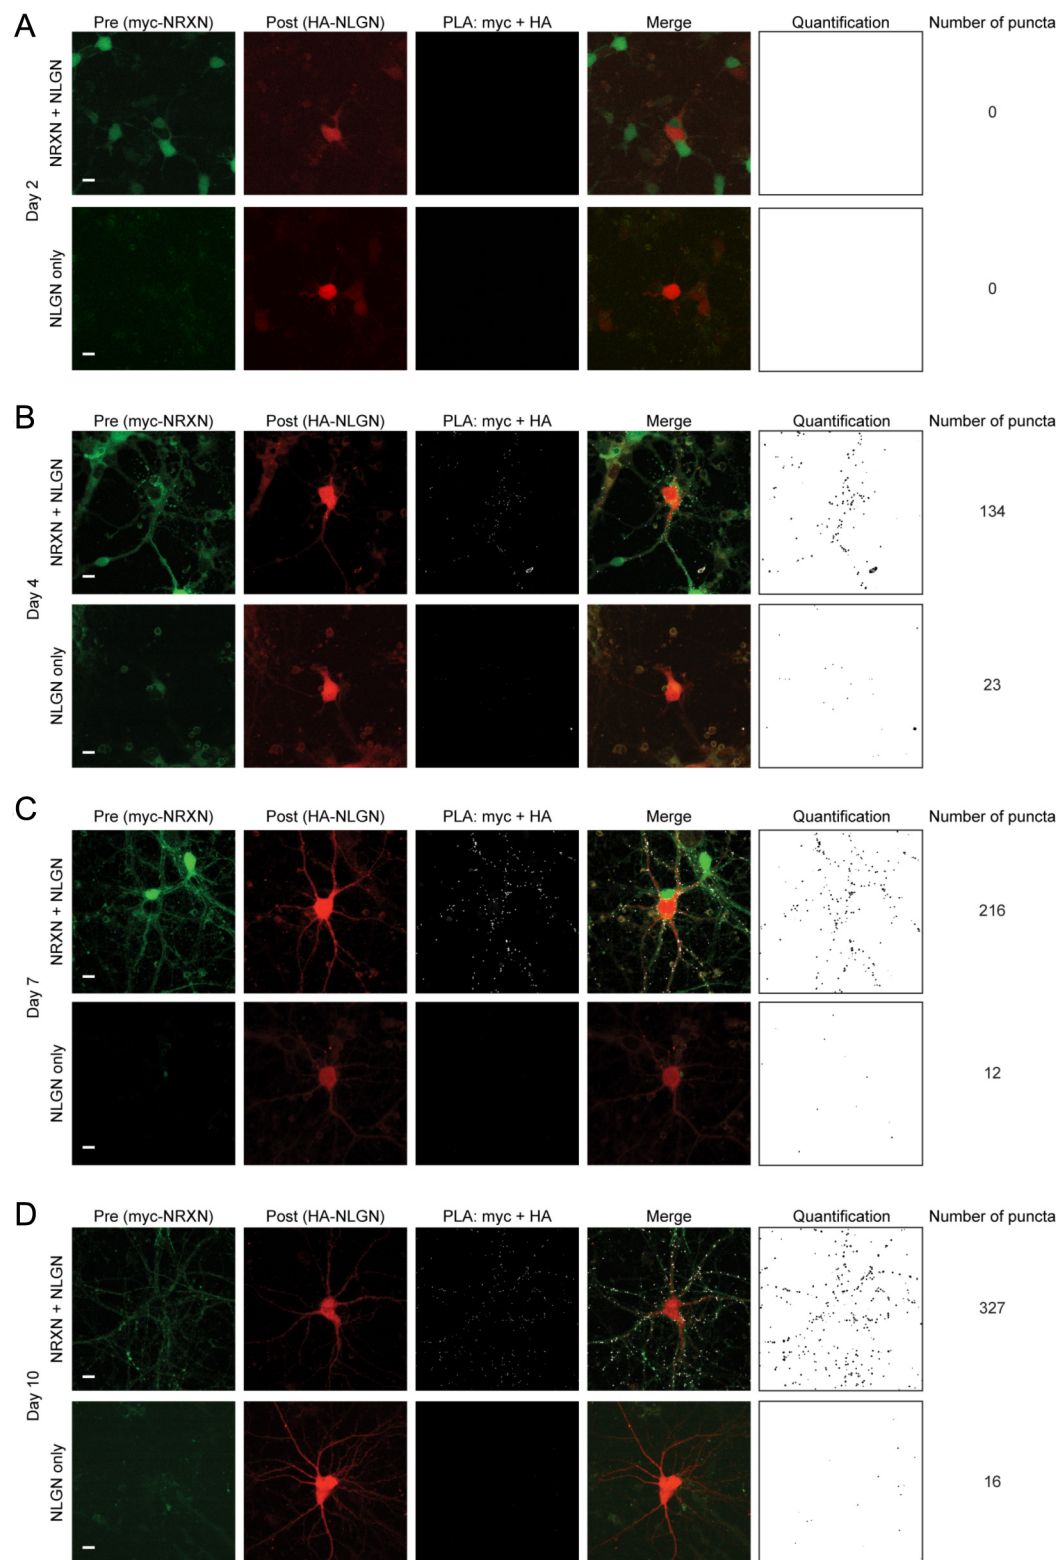 A
Pre (myc-NRXN) Post (HA-NLGN) PLA: myc + HA Merge Quantification Number of puncta
Day 2
NRXN + NLGN
0
NLGN only
0
B
Pre (myc-NRXN) Post (HA-NLGN) PLA: myc + HA Merge Quantification Number of puncta
Day 4
NRXN + NLGN
134
NLGN only
23
C
Pre (myc-NRXN) Post (HA-NLGN) PLA: myc + HA Merge Quantification Number of puncta
Day 7
NRXN + NLGN
216
NLGN only
12
D
Pre (myc-NRXN) Post (HA-NLGN) PLA: myc + HA Merge Quantification Number of puncta
Day 10
NRXN + NLGN
327
NLGN only
16